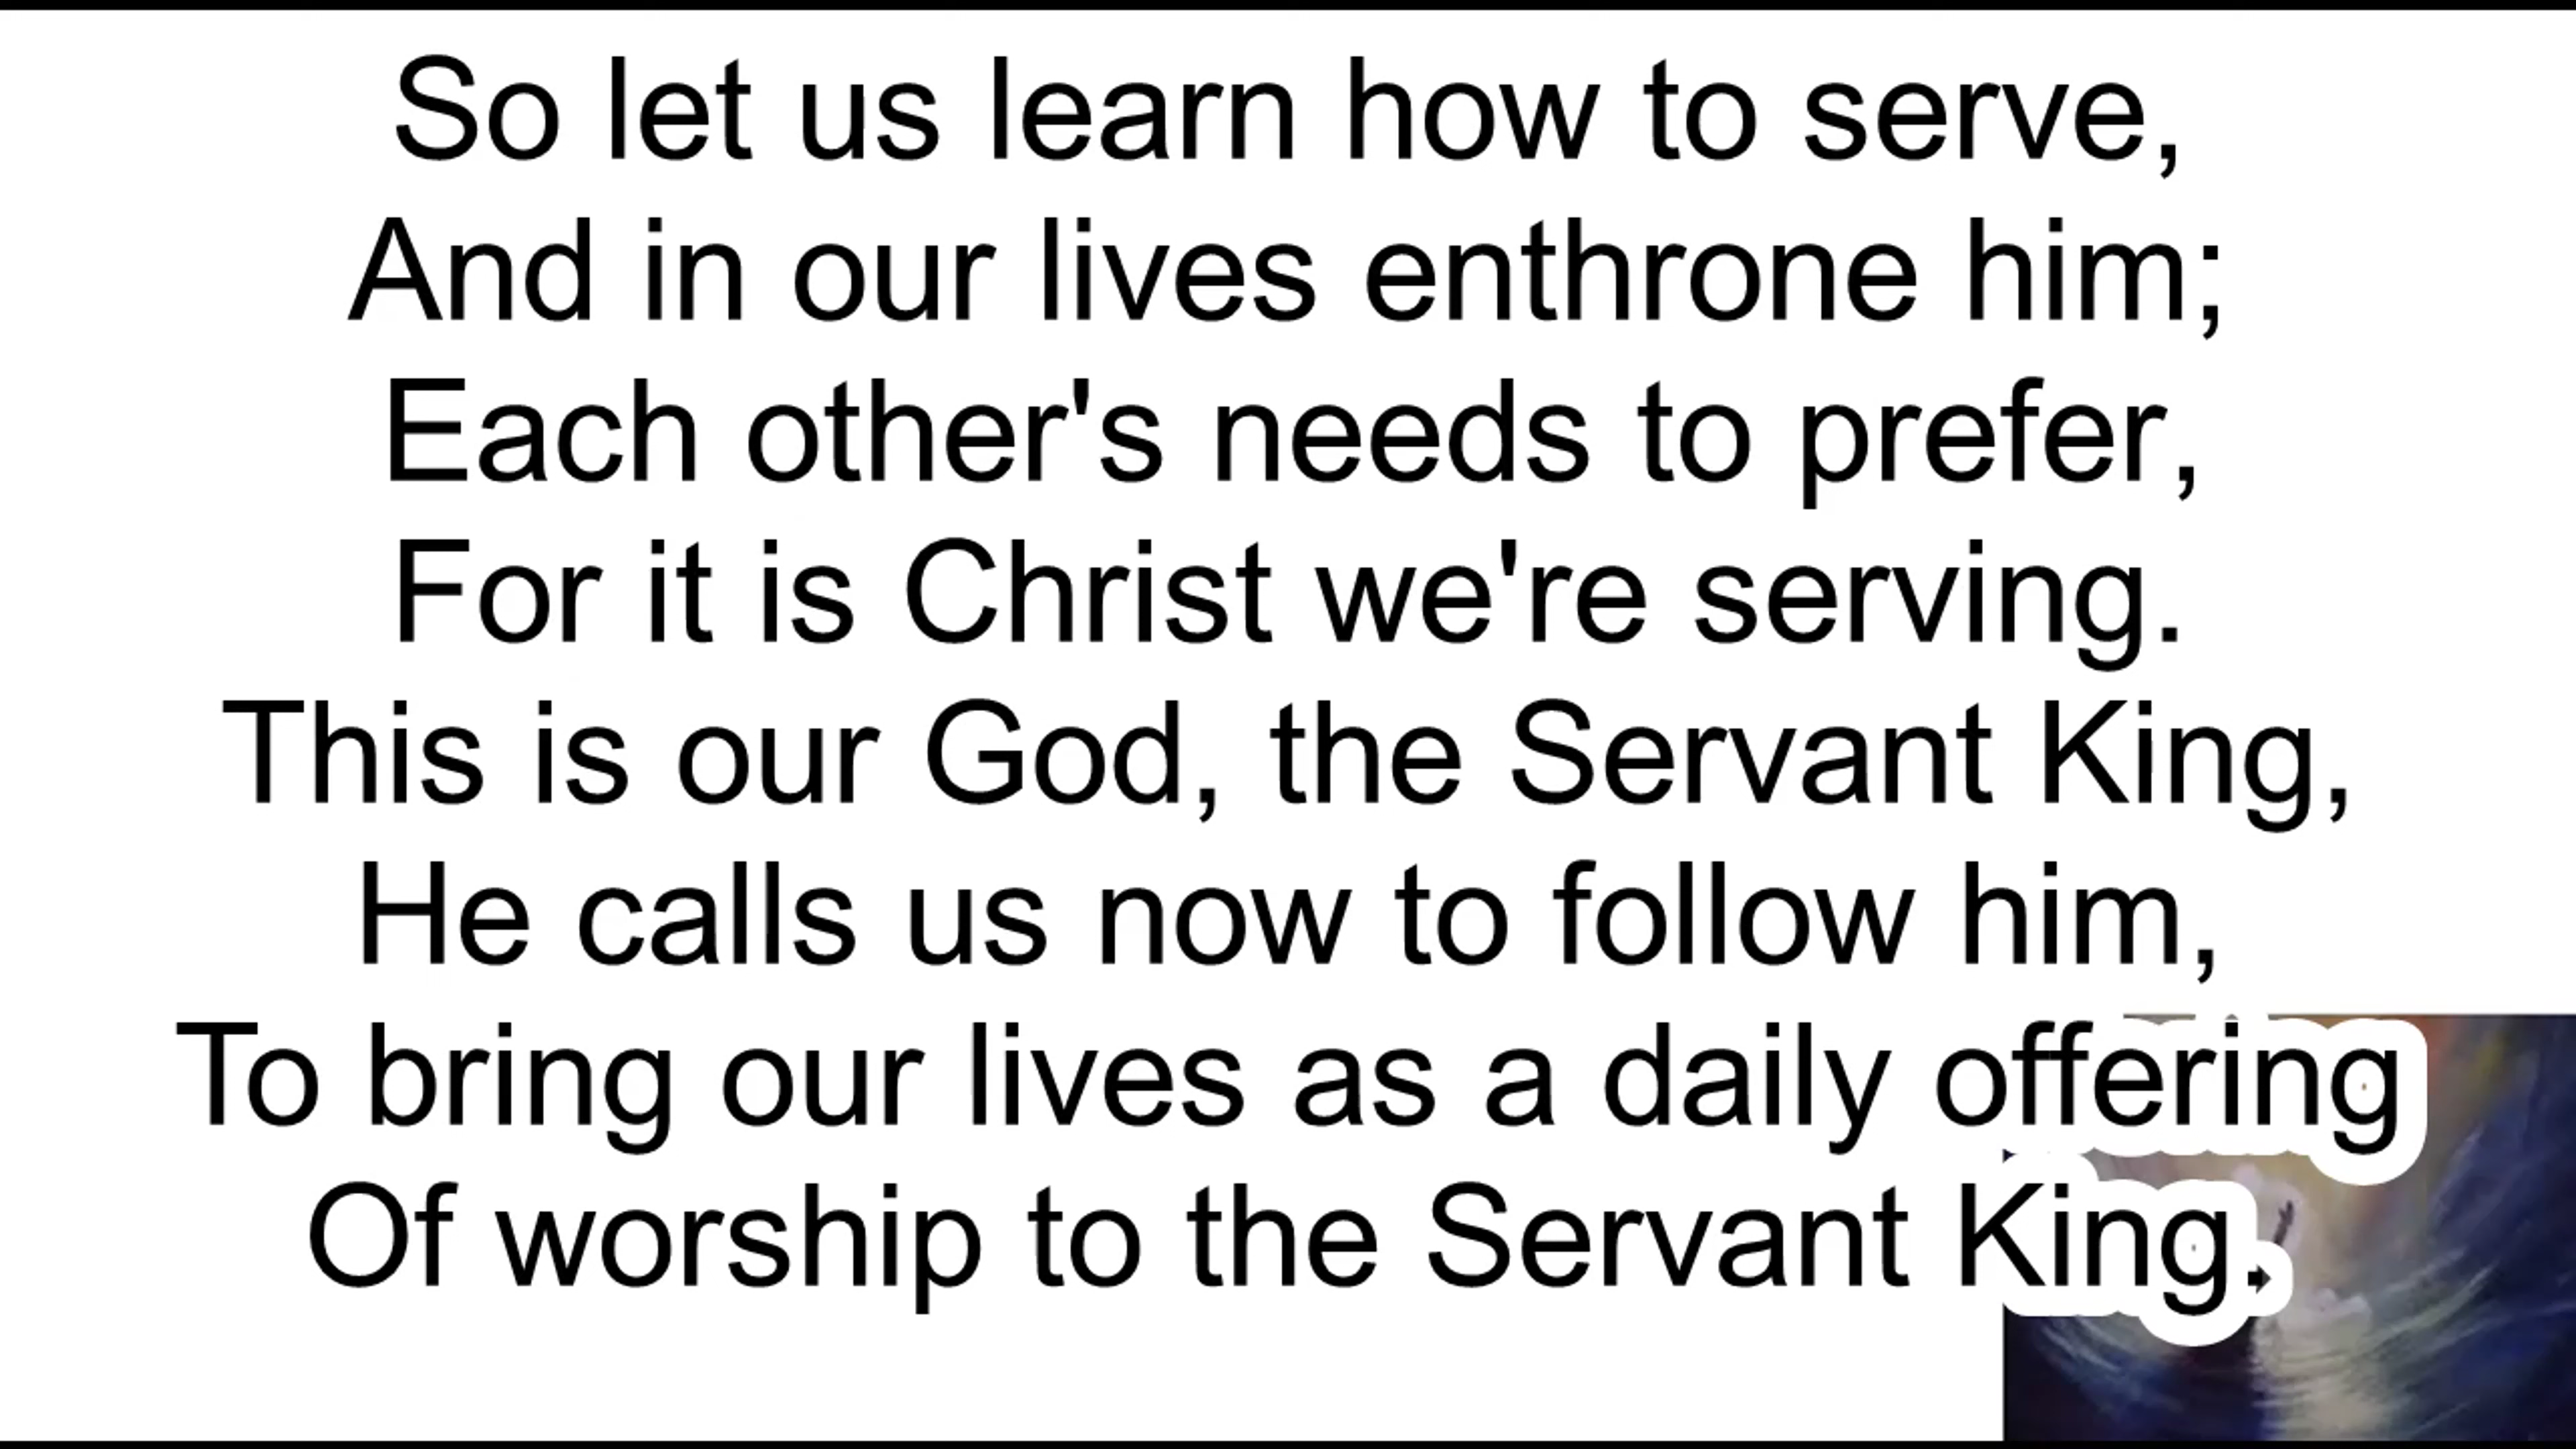 So let us learn how to serve,
And in our lives enthrone him;
Each other's needs to prefer,
For it is Christ we're serving.
This is our God, the Servant King,
He calls us now to follow him,
To bring our lives as a daily offering
Of worship to the Servant King.